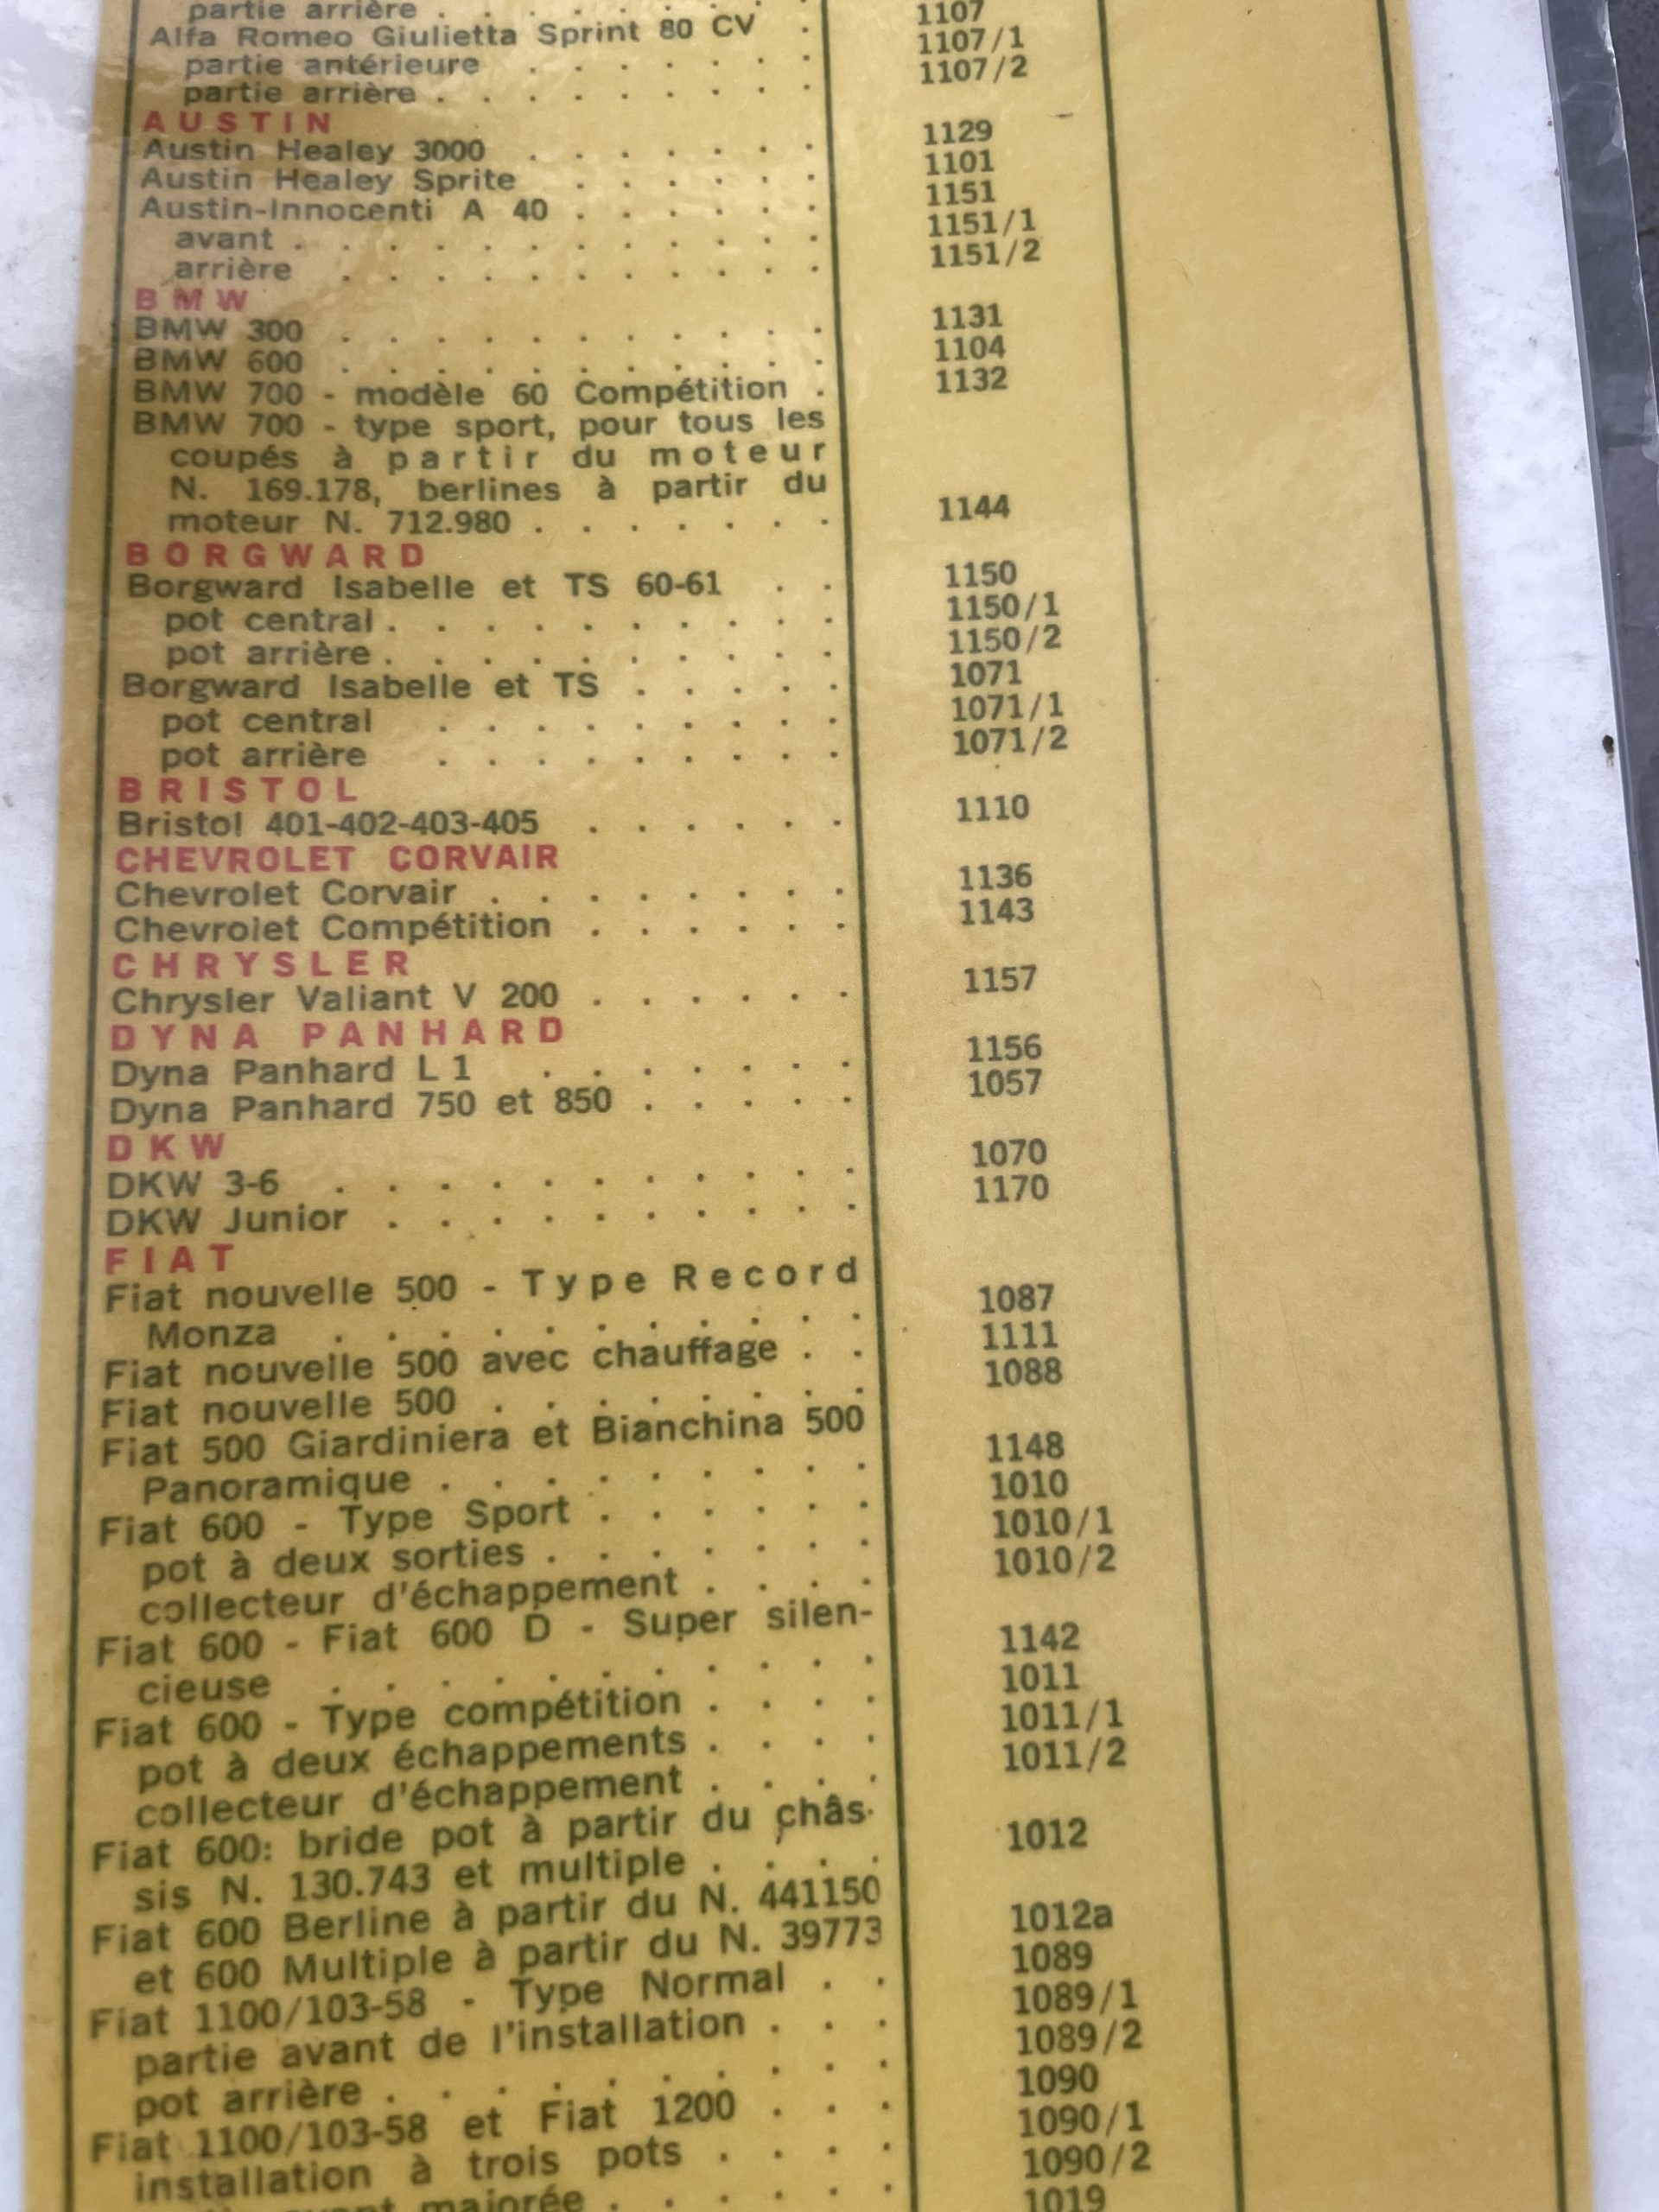 partie arrière .
Alfa Romeo Giulietta Sprint 80 CV . 1107
partie antérieure . . . . . . . 1107/1
partie arrière . . . . . . . . 1107/2
AUSTIN
Austin Healey 3000 . . . . . . . 1129
Austin Healey Sprite . . . . . . 1101
Austin-Innocenti A 40 . . . . . . 1151
avant . . . . . . . . . . . . 1151/1
arrière . . . . . . . . . . . 1151/2
BMW
BMW 300 . . . . . . . . . . . 1131
BMW 600 . . . . . . . . . . . 1104
BMW 700 - modèle 60 Compétition . 1132
BMW 700 - type sport, pour tous les
coupés à partir du moteur
N. 169.178, berlines à partir du
moteur N. 712.980 . . . . . . . 1144
BORGWARD
Borgward Isabelle et TS 60-61 . . 1150
pot central . . . . . . . . . . 1150/1
pot arrière . . . . . . . . . . 1150/2
Borgward Isabelle et TS . . . . . 1071
pot central . . . . . . . . . 1071/1
pot arrière . . . . . . . . . 1071/2
BRISTOL
Bristol 401-402-403-405 . . . . . . 1110
CHEVROLET CORVAIR
Chevrolet Corvair . . . . . . . . 1136
Chevrolet Compétition . . . . . . 1143
CHRYSLER
Chrysler Valiant V 200 . . . . . . 1157
DYNA PANHARD
Dyna Panhard L 1 . . . . . . . 1156
Dyna Panhard 750 et 850 . . . . . 1057
DKW
DKW 3-6 . . . . . . . . . . 1070
DKW Junior . . . . . . . . . 1170
FIAT
Fiat nouvelle 500 - Type Record
Monza . . . . . . . . . . 1087
Fiat nouvelle 500 avec chauffage . . 1111
Fiat nouvelle 500 . . . . . . . . 1088
Fiat 500 Giardiniera et Bianchina 500
Panoramique . . . . . . . . . 1148
Fiat 600 - Type Sport . . . . . . 1010
pot à deux sorties . . . . . . . 1010/1
collecteur d'échappement . . . . 1010/2
Fiat 600 - Fiat 600 D - Super silen-
cieuse . . . . . . . . . . 1142
Fiat 600 - Type compétition . . . . 1011
pot à deux échappements . . . . 1011/1
collecteur d'échappement . . . . 1011/2
Fiat 600: bride pot à partir du châs-
sis N. 130.743 et multiple . . . . 1012
Fiat 600 Berline à partir du N. 441150
et 600 Multiple à partir du N. 39773 1012a
Fiat 1100/103-58 - Type Normal . . 1089
partie avant de l'installation . . . 1089/1
pot arrière . . . . . . . . . . 1089/2
Fiat 1100/103-58 et Fiat 1200 . . . 1090
installation à trois pots . . . . 1090/1
majorée . . . . . . 1090/2
1019